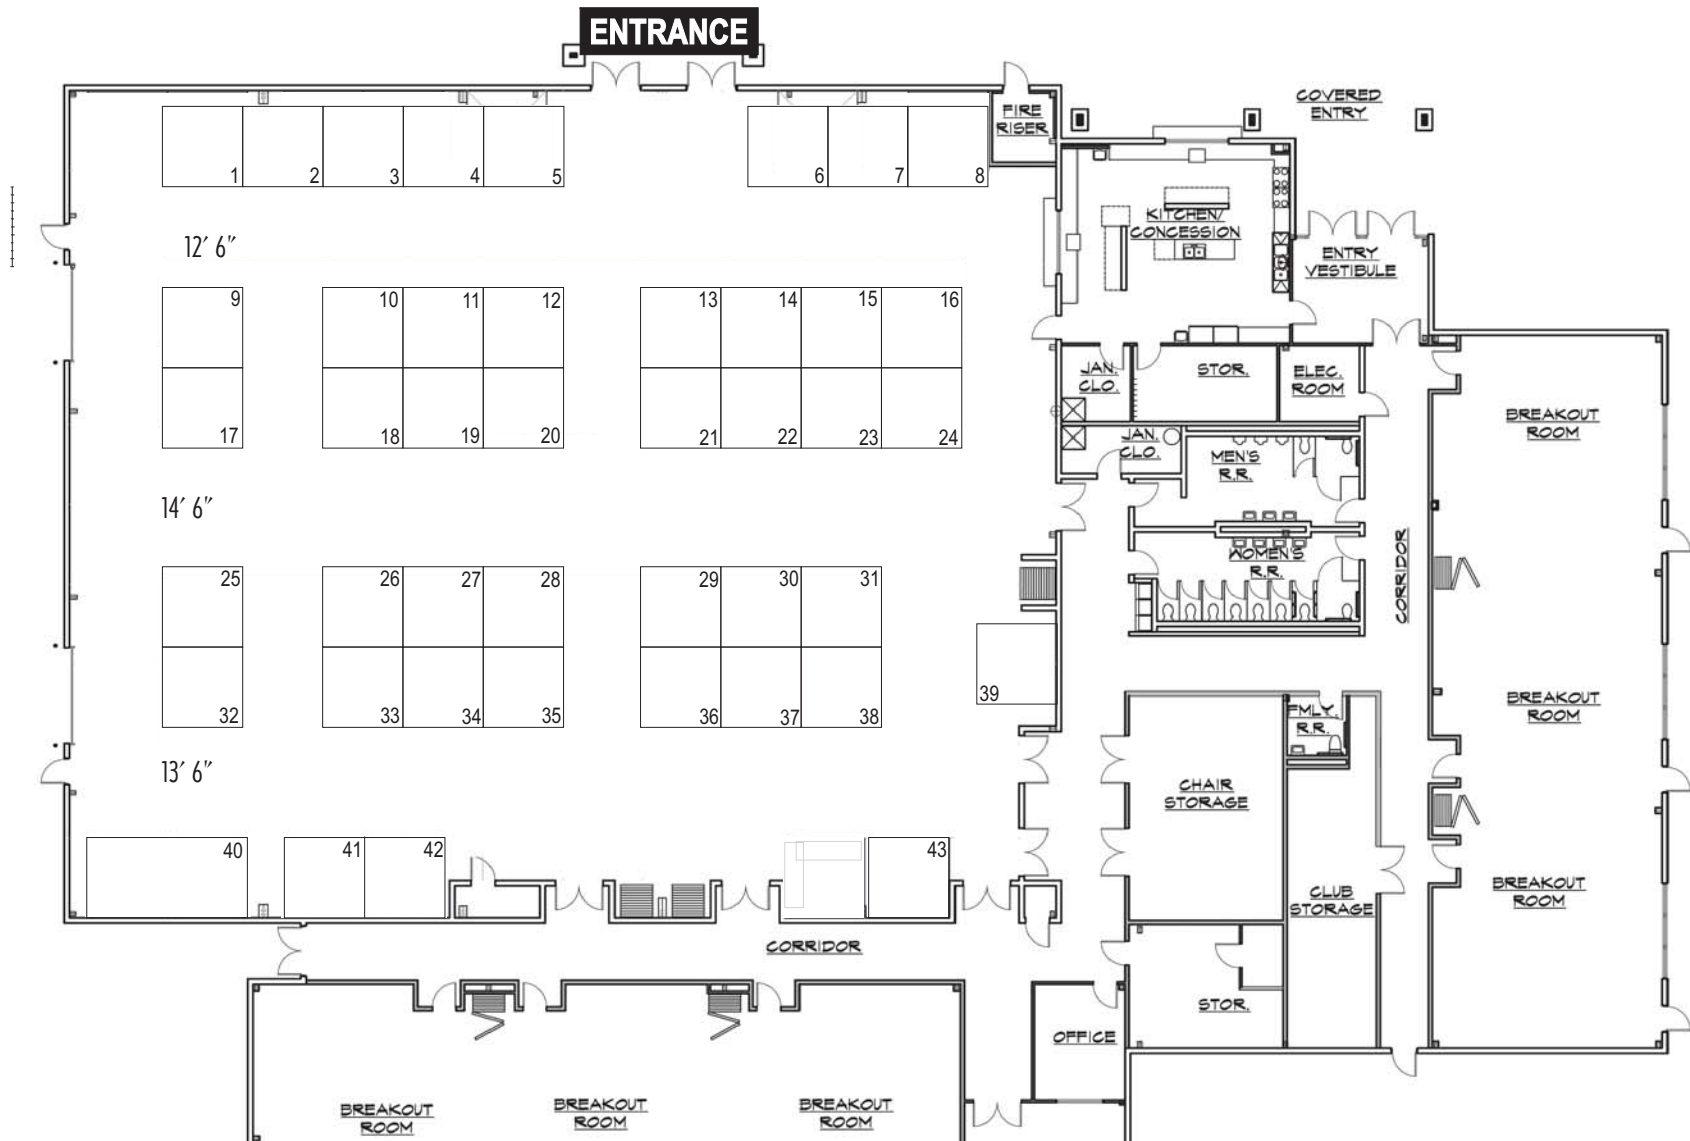 ENTRANCE
COVERED
ENTRY
FIRE
RISER
1 2 3 4 5 6 7 8
KITCHEN/
CONCESSION
12' 6"
ENTRY
VESTIBULE
9 10 11 12 13 14 15 16
JAN.
CLO.
STOR.
ELEC.
ROOM
BREAKOUT
ROOM
17 18 19 20 21 22 23 24
JAN.
CLO.
MEN'S
R.R.
14' 6"
CORRIDOR
WOMEN'S
R.R.
25 26 27 28 29 30 31
39
BREAKOUT
ROOM
32 33 34 35 36 37 38
FMLY.
R.R.
13' 6"
CHAIR
STORAGE
40 41 42 43
CLUB
STORAGE
BREAKOUT
ROOM
CORRIDOR
STOR.
OFFICE
BREAKOUT
ROOM
BREAKOUT
ROOM
BREAKOUT
ROOM